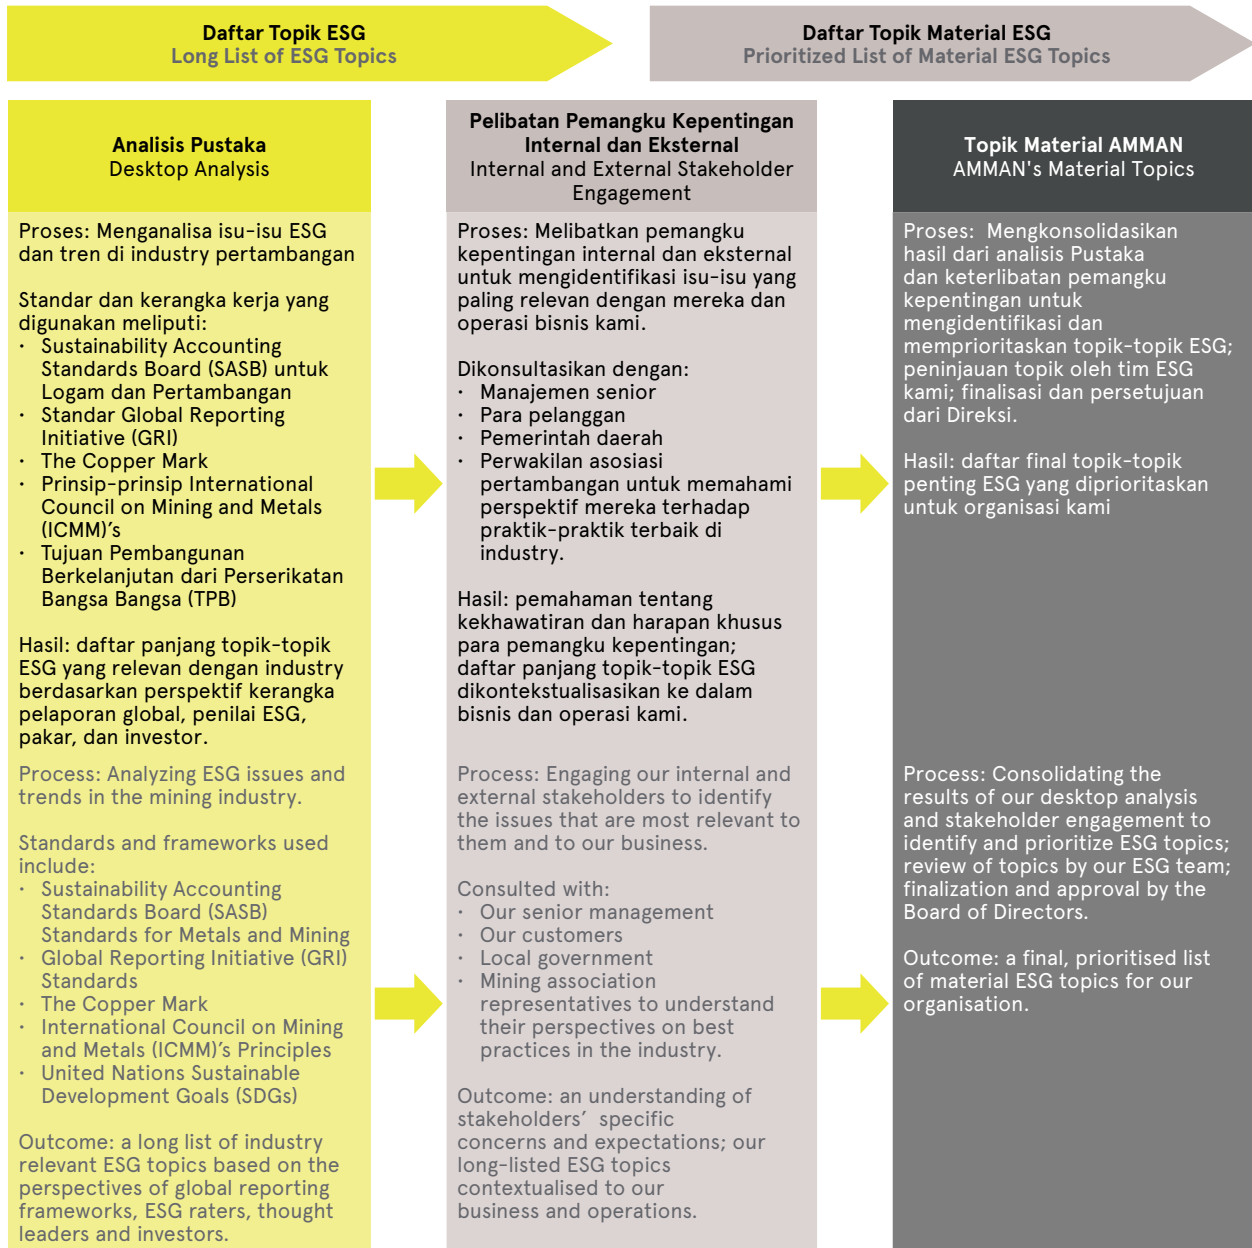 Daftar Topik ESG
Long List of ESG Topics
Daftar Topik Material ESG
Prioritized List of Material ESG Topics
Analisis Pustaka
Desktop Analysis
Proses: Menganalisa isu-isu ESG
dan tren di industry pertambangan
Standar dan kerangka kerja yang
digunakan meliputi:
· Sustainability Accounting
Standards Board (SASB) untuk
Logam dan Pertambangan
· Standar Global Reporting
Initiative (GRI)
· The Copper Mark
· Prinsip-prinsip International
Council on Mining and Metals
(ICMM)’s
· Tujuan Pembangunan
Berkelanjutan dari Perserikatan
Bangsa Bangsa (TPB)
Hasil: daftar panjang topik-topik
ESG yang relevan dengan industry
berdasarkan perspektif kerangka
pelaporan global, penilai ESG,
pakar, dan investor.
Process: Analyzing ESG issues and
trends in the mining industry.
Standards and frameworks used
include:
· Sustainability Accounting
Standards Board (SASB)
Standards for Metals and Mining
· Global Reporting Initiative (GRI)
Standards
· The Copper Mark
· International Council on Mining
and Metals (ICMM)’s Principles
· United Nations Sustainable
Development Goals (SDGs)
Outcome: a long list of industry
relevant ESG topics based on the
perspectives of global reporting
frameworks, ESG raters, thought
leaders and investors.
Pelibatan Pemangku Kepentingan
Internal dan Eksternal
Internal and External Stakeholder
Engagement
Proses: Melibatkan pemangku
kepentingan internal dan eksternal
untuk mengidentifikasi isu-isu yang
paling relevan dengan mereka dan
operasi bisnis kami.
Dikonsultasikan dengan:
· Manajemen senior
· Para pelanggan
· Pemerintah daerah
· Perwakilan asosiasi
pertambangan untuk memahami
perspektif mereka terhadap
praktik-praktik terbaik di
industry.
Hasil: pemahaman tentang
kekhawatiran dan harapan khusus
para pemangku kepentingan;
daftar panjang topik-topik ESG
dikontekstualisasikan ke dalam
bisnis dan operasi kami.
Process: Engaging our internal and
external stakeholders to identify
the issues that are most relevant to
them and to our business.
Consulted with:
· Our senior management
· Our customers
· Local government
· Mining association
representatives to understand
their perspectives on best
practices in the industry.
Outcome: an understanding of
stakeholders’ specific
concerns and expectations; our
long-listed ESG topics
contextualised to our
business and operations.
Topik Material AMMAN
AMMAN's Material Topics
Proses: Mengkonsolidasikan
hasil dari analisis Pustaka
dan keterlibatan pemangku
kepentingan untuk
mengidentifikasi dan
memprioritaskan topik-topik ESG;
peninjauan topik oleh tim ESG
kami; finalisasi dan persetujuan
dari Direksi.
Hasil: daftar final topik-topik
penting ESG yang diprioritaskan
untuk organisasi kami
Process: Consolidating the
results of our desktop analysis
and stakeholder engagement to
identify and prioritize ESG topics;
review of topics by our ESG team;
finalization and approval by the
Board of Directors.
Outcome: a final, prioritised list
of material ESG topics for our
organisation.